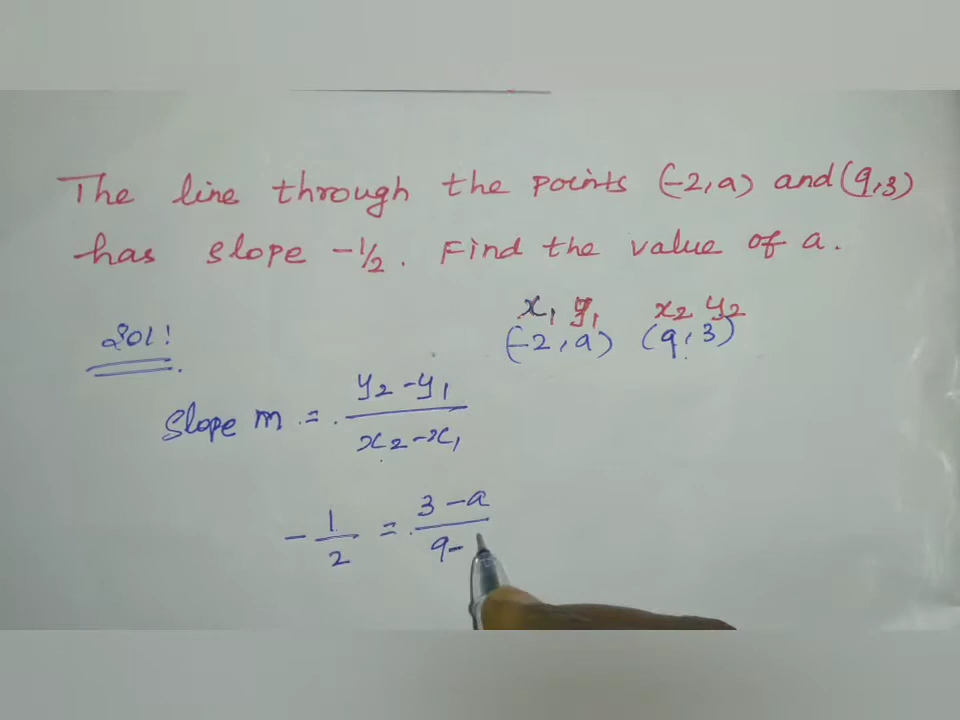 The line through the points (-2, a) and (9, 3)
has slope -1/2. Find the value of a.
x₁ y₁ x₂ y₂
Sol:
(-2, a) (9, 3)
Slope m = y₂ - y₁ / x₂ - x₁
- 1/2 = 3 - a / 9 -